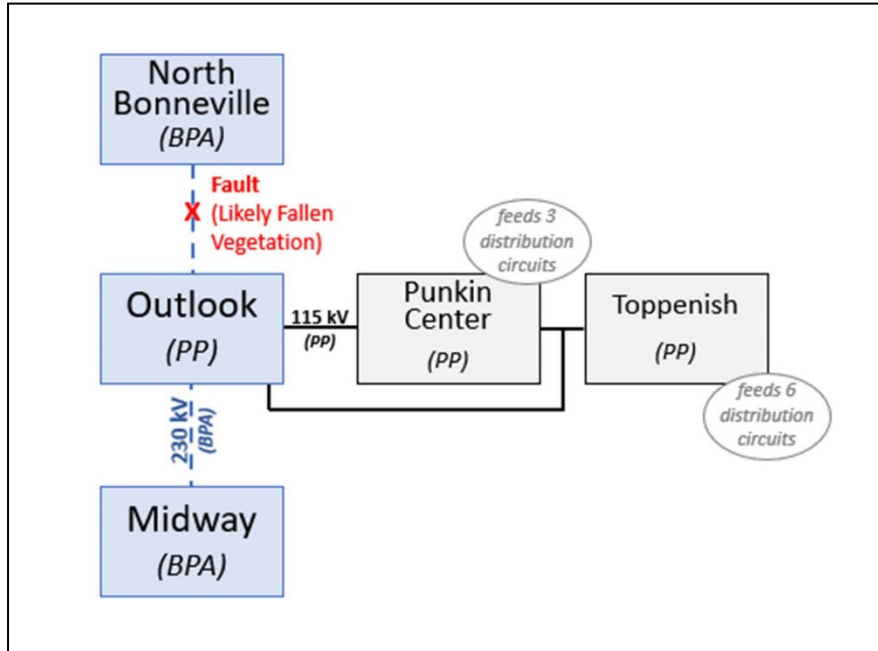 North
Bonneville
(BPA)
X
Fault
(Likely Fallen
Vegetation)
feeds 3
distribution
circuits
Outlook
(PP)
115 kV
(PP)
Punkin
Center
(PP)
Toppenish
(PP)
feeds 6
distribution
circuits
230 kV
(BPA)
Midway
(BPA)